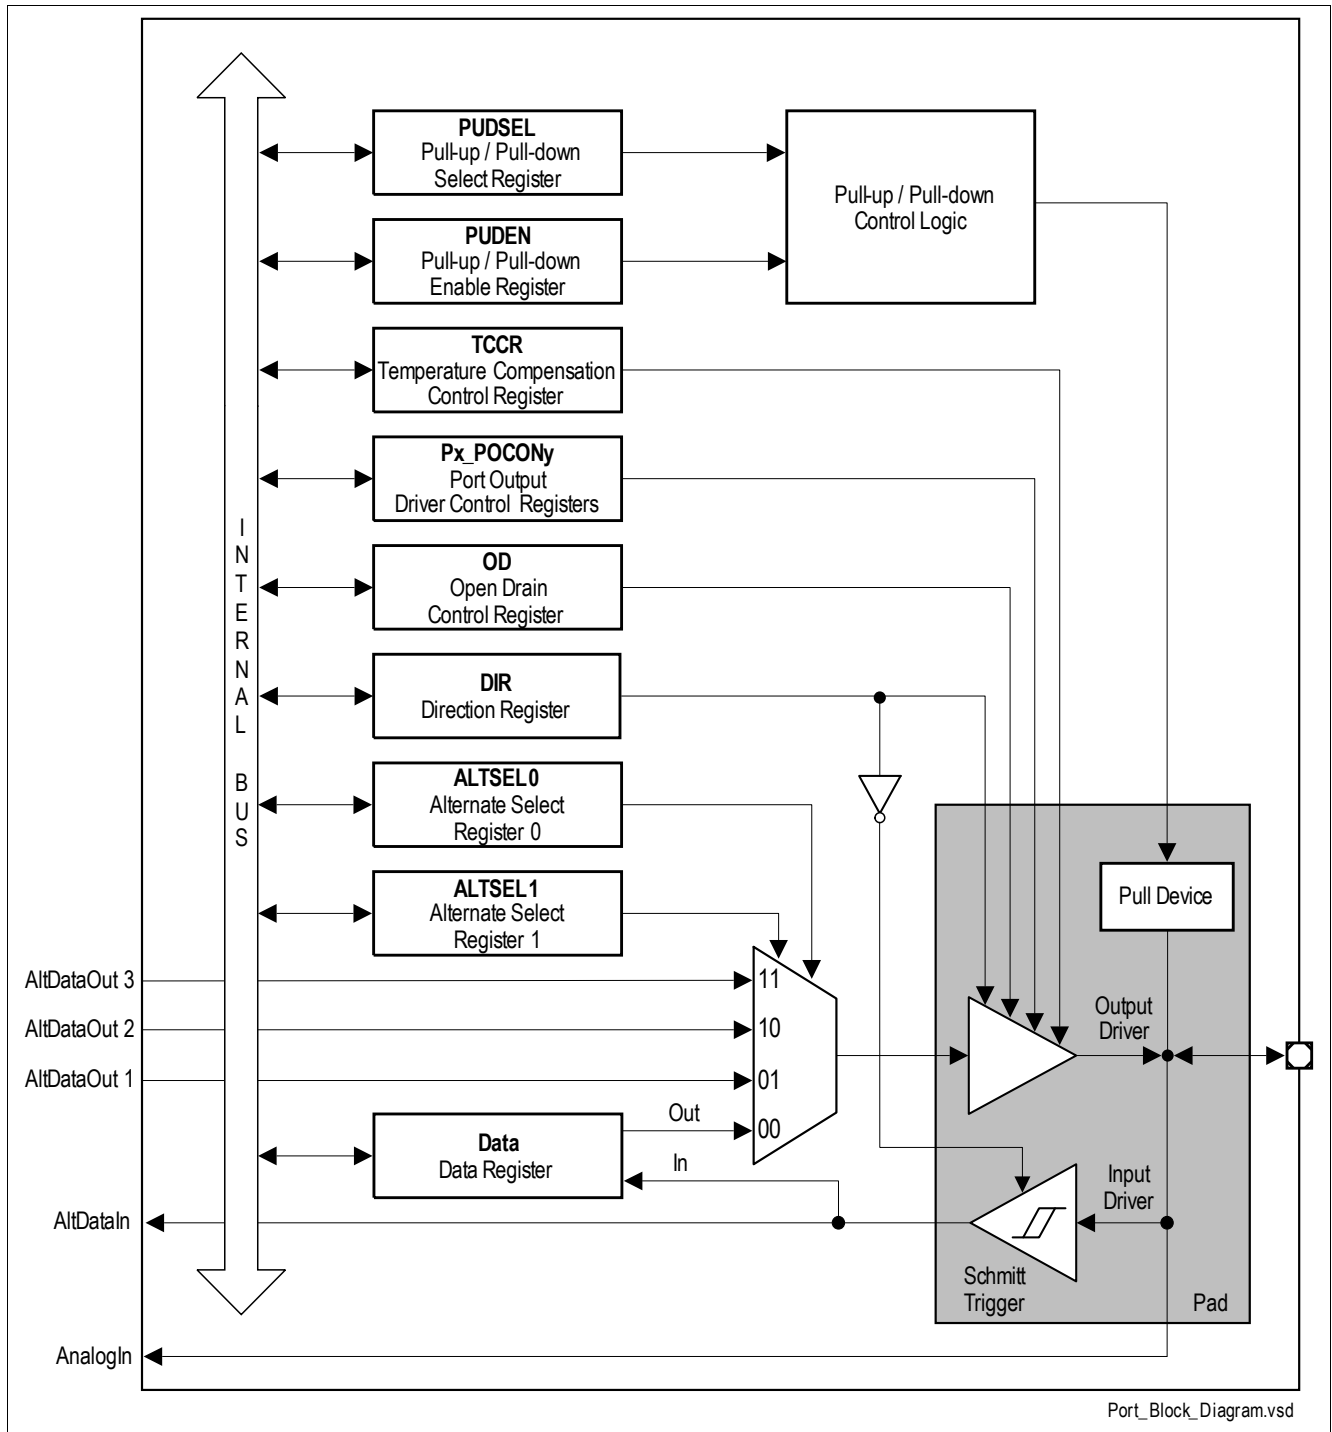 PUDSEL
Pull-up / Pull-down
Select Register
Pull-up / Pull-down
Control Logic
PUDEN
Pull-up / Pull-down
Enable Register
TCCR
Temperature Compensation
Control Register
Px_POCONy
Port Output
Driver Control Registers
INTERNAL BUS
OD
Open Drain
Control Register
DIR
Direction Register
ALTSEL0
Alternate Select
Register 0
ALTSEL1
Alternate Select
Register 1
Pull Device
AltDataOut 3
11
AltDataOut 2
10
Output
Driver
AltDataOut 1
01
Out
00
Data
Data Register
In
Input
Driver
AltDataIn
Schmitt
Trigger
Pad
AnalogIn
Port_Block_Diagram.vsd